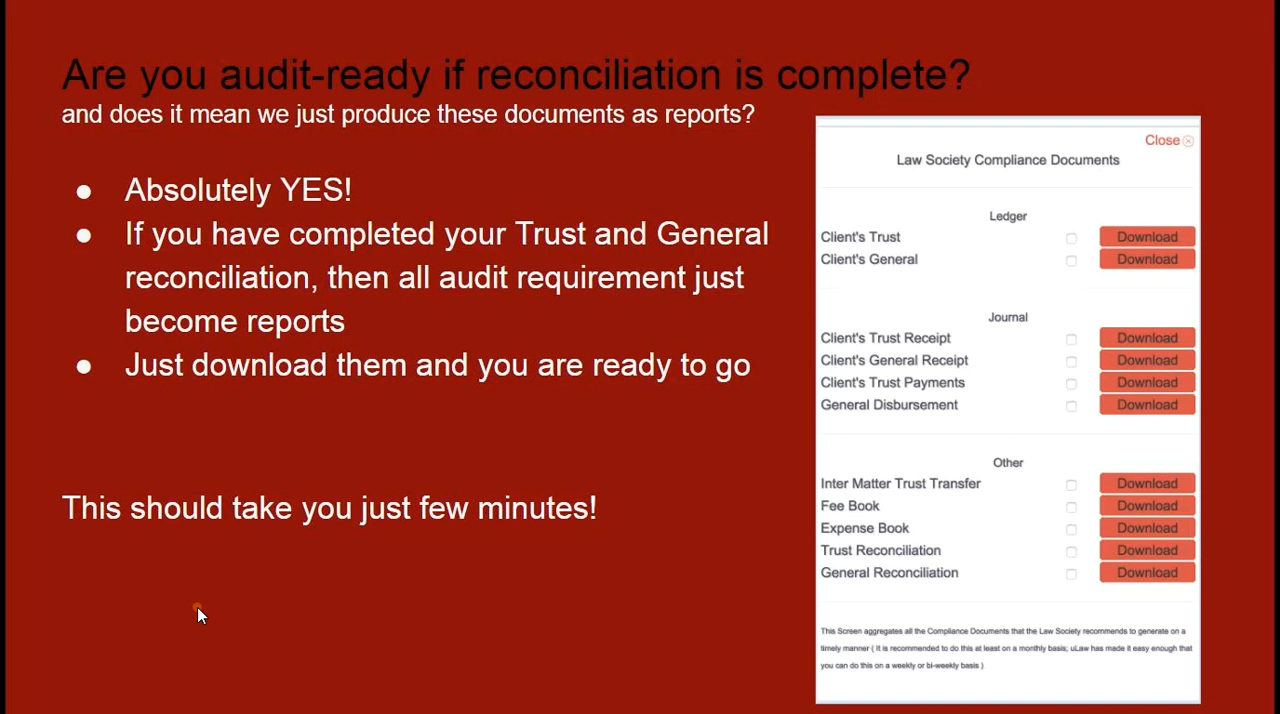 Are you audit-ready if reconciliation is complete?
and does it mean we just produce these documents as reports?
● Absolutely YES!
● If you have completed your Trust and General
reconciliation, then all audit requirement just
become reports
● Just download them and you are ready to go
This should take you just few minutes!
Close
Law Society Compliance Documents
Ledger
Client's Trust Download
Client's General Download
Journal
Client's Trust Receipt Download
Client's General Receipt Download
Client's Trust Payments Download
General Disbursement Download
Other
Inter Matter Trust Transfer Download
Fee Book Download
Expense Book Download
Trust Reconciliation Download
General Reconciliation Download
This Screen aggregates all the Compliance Documents that the Law Society recommends to generate on a
timely manner ( It is recommended to do this at least on a monthly basis; uLaw has made it easy enough that
you can do this on a weekly or bi-weekly basis )